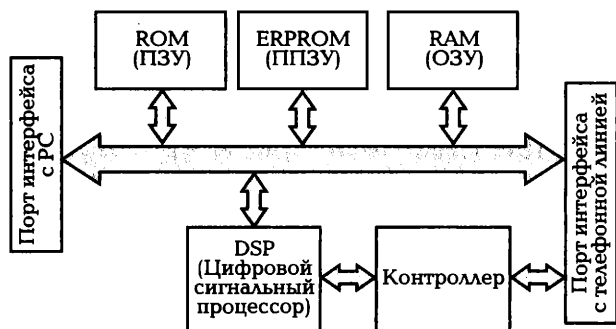 ROM
(ПЗУ)
ERPROM
(ППЗУ)
RAM
(ОЗУ)
Порт интерфейса
с PC
Порт интерфейса
с телефонной линией
DSP
(Цифровой
сигнальный
процессор)
Контроллер